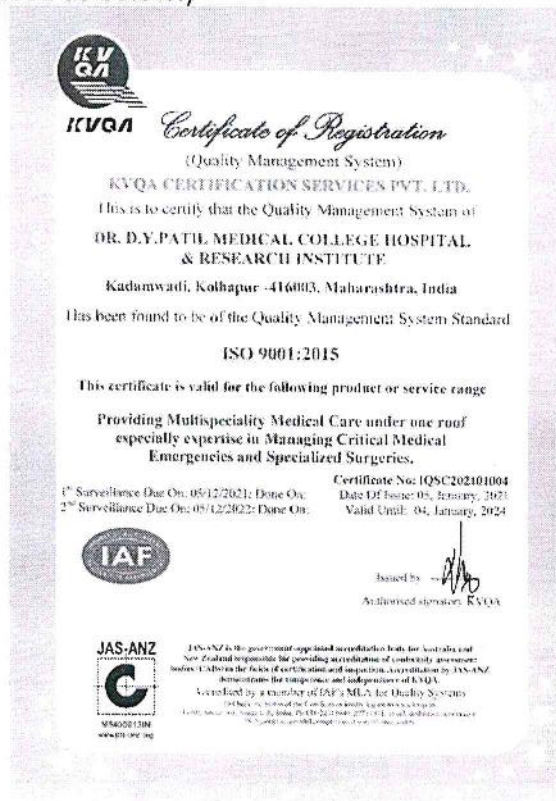 KV
QA
KVQA
Certificate of Registration
(Quality Management System)
KVQA CERTIFICATION SERVICES PVT. LTD.
This is to certify that the Quality Management System of
DR. D.Y.PATIL MEDICAL COLLEGE HOSPITAL
& RESEARCH INSTITUTE
Kadamwadi, Kolhapur -416003, Maharashtra, India
Has been found to be of the Quality Management System Standard
ISO 9001:2015
This certificate is valid for the following product or service range
Providing Multispeciality Medical Care under one roof
especially expertise in Managing Critical Medical
Emergencies and Specialized Surgeries.
Certificate No: IQSC202101004
1st Surveillance Due On: 05/12/2021: Done On:
Date Of Issue: 05, January, 2021
2nd Surveillance Due On: 05/12/2022: Done On:
Valid Until: 04, January, 2024
IAF
Issued by
Authorised signatory KVQA
JAS-ANZ
C
JAS-ANZ is the government-appointed accreditation body for Australia and
New Zealand responsible for providing accreditation of conformity assessment
bodies (CABs) in the fields of certification and inspection. Accreditation by JAS-ANZ
demonstrates the competence and independence of KVQA.
Accredited by a member of IAF's MLA for Quality Systems